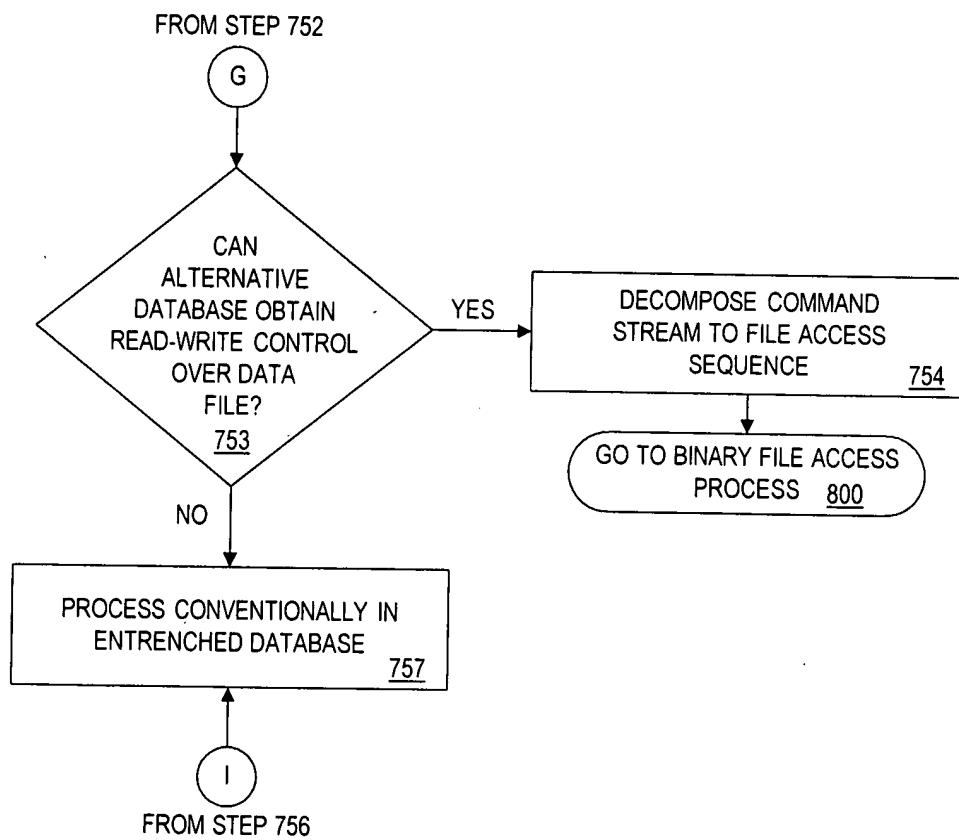 FROM STEP 752
G
CAN
ALTERNATIVE
DATABASE OBTAIN
READ-WRITE CONTROL
OVER DATA
FILE?
753
YES
DECOMPOSE COMMAND
STREAM TO FILE ACCESS
SEQUENCE
754
GO TO BINARY FILE ACCESS
PROCESS 800
NO
PROCESS CONVENTIONALLY IN
ENTRENCHED DATABASE
757
I
FROM STEP 756